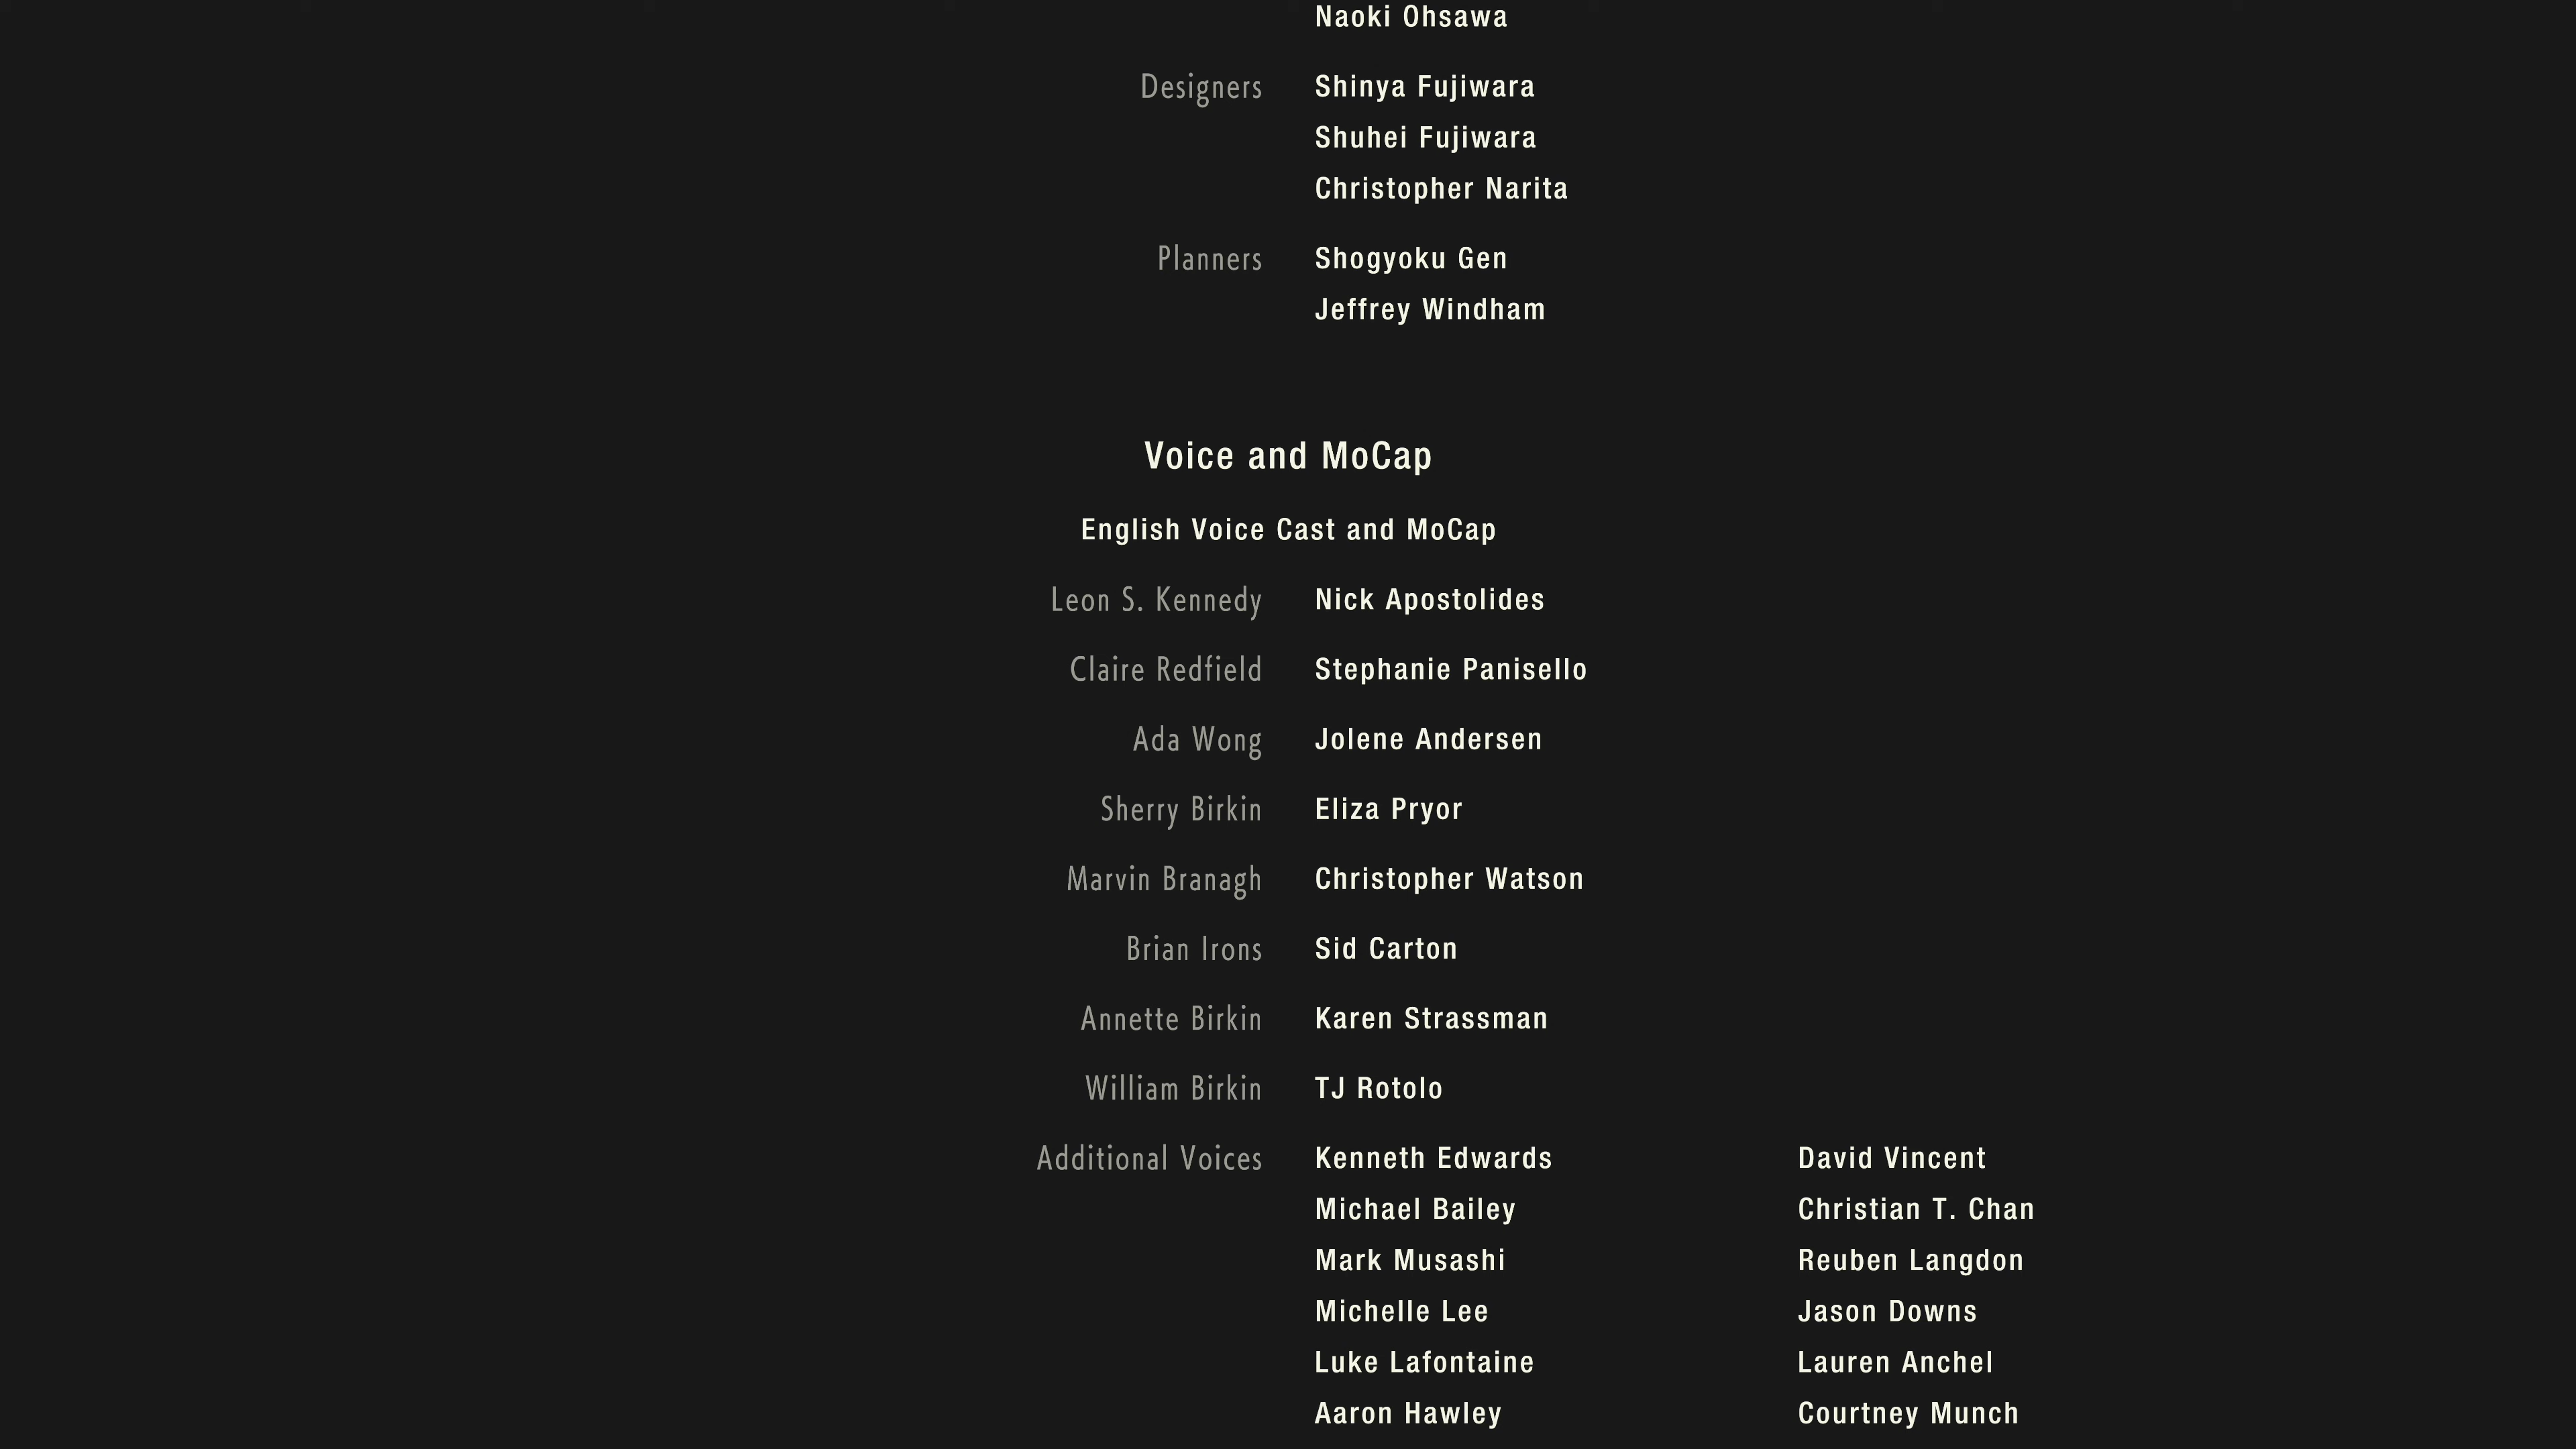 Naoki Ohsawa
Designers Shinya Fujiwara
Shuhei Fujiwara
Christopher Narita
Planners Shogyoku Gen
Jeffrey Windham
Voice and MoCap
English Voice Cast and MoCap
Leon S. Kennedy Nick Apostolides
Claire Redfield Stephanie Panisello
Ada Wong Jolene Andersen
Sherry Birkin Eliza Pryor
Marvin Branagh Christopher Watson
Brian Irons Sid Carton
Annette Birkin Karen Strassman
William Birkin TJ Rotolo
Additional Voices Kenneth Edwards David Vincent
Michael Bailey Christian T. Chan
Mark Musashi Reuben Langdon
Michelle Lee Jason Downs
Luke Lafontaine Lauren Anchel
Aaron Hawley Courtney Munch